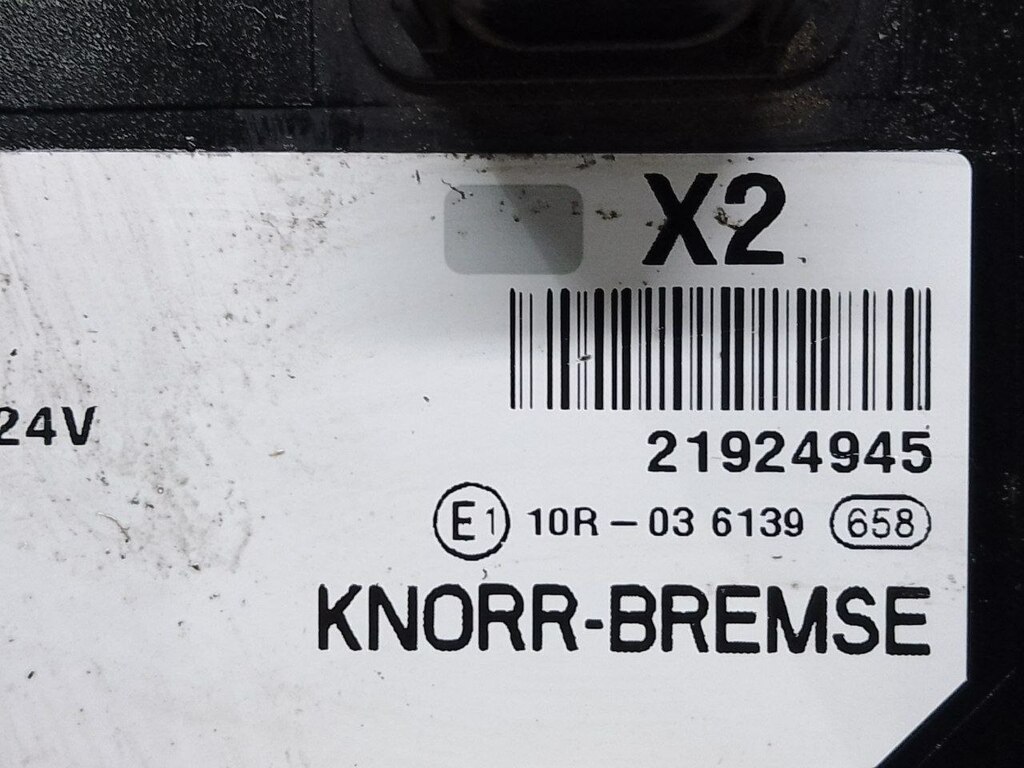 X2
24V
21924945
E1 10R-03 6139 658
KNORR-BREMSE